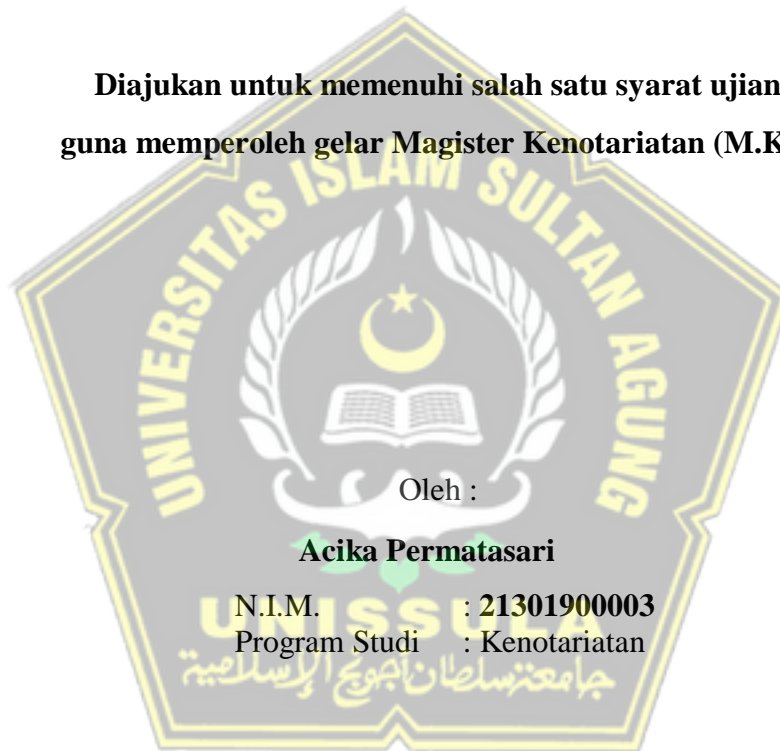 Diajukan untuk memenuhi salah satu syarat ujian
guna memperoleh gelar Magister Kenotariatan (M.K
UNIVERSITAS ISLAM SULTAN AGUNG
Oleh :
Acika Permatasari
N.I.M. : 21301900003
Program Studi : Kenotariatan
UNISSULA
جامعة سلطان أجونج الإسلامية